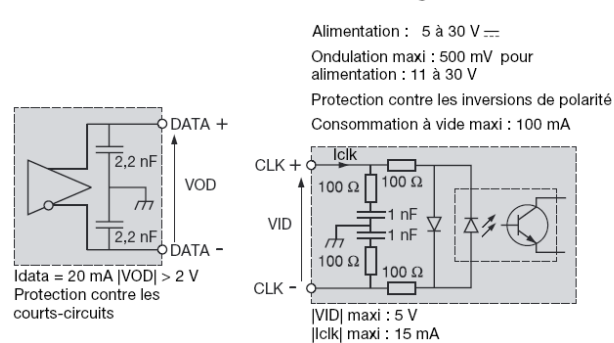 Alimentation : 5 à 30 V
Ondulation maxi : 500 mV pour
alimentation : 11 à 30 V
Protection contre les inversions de polarité
Consommation à vide maxi : 100 mA
DATA +
2,2 nF
VOD
2,2 nF
DATA -
Idata = 20 mA |VOD| > 2 V
Protection contre les
courts-circuits
CLK +
Iclk
100 Ω
100 Ω
1 nF
VID
1 nF
100 Ω
100 Ω
CLK -
|VID| maxi : 5 V
|Iclk| maxi : 15 mA